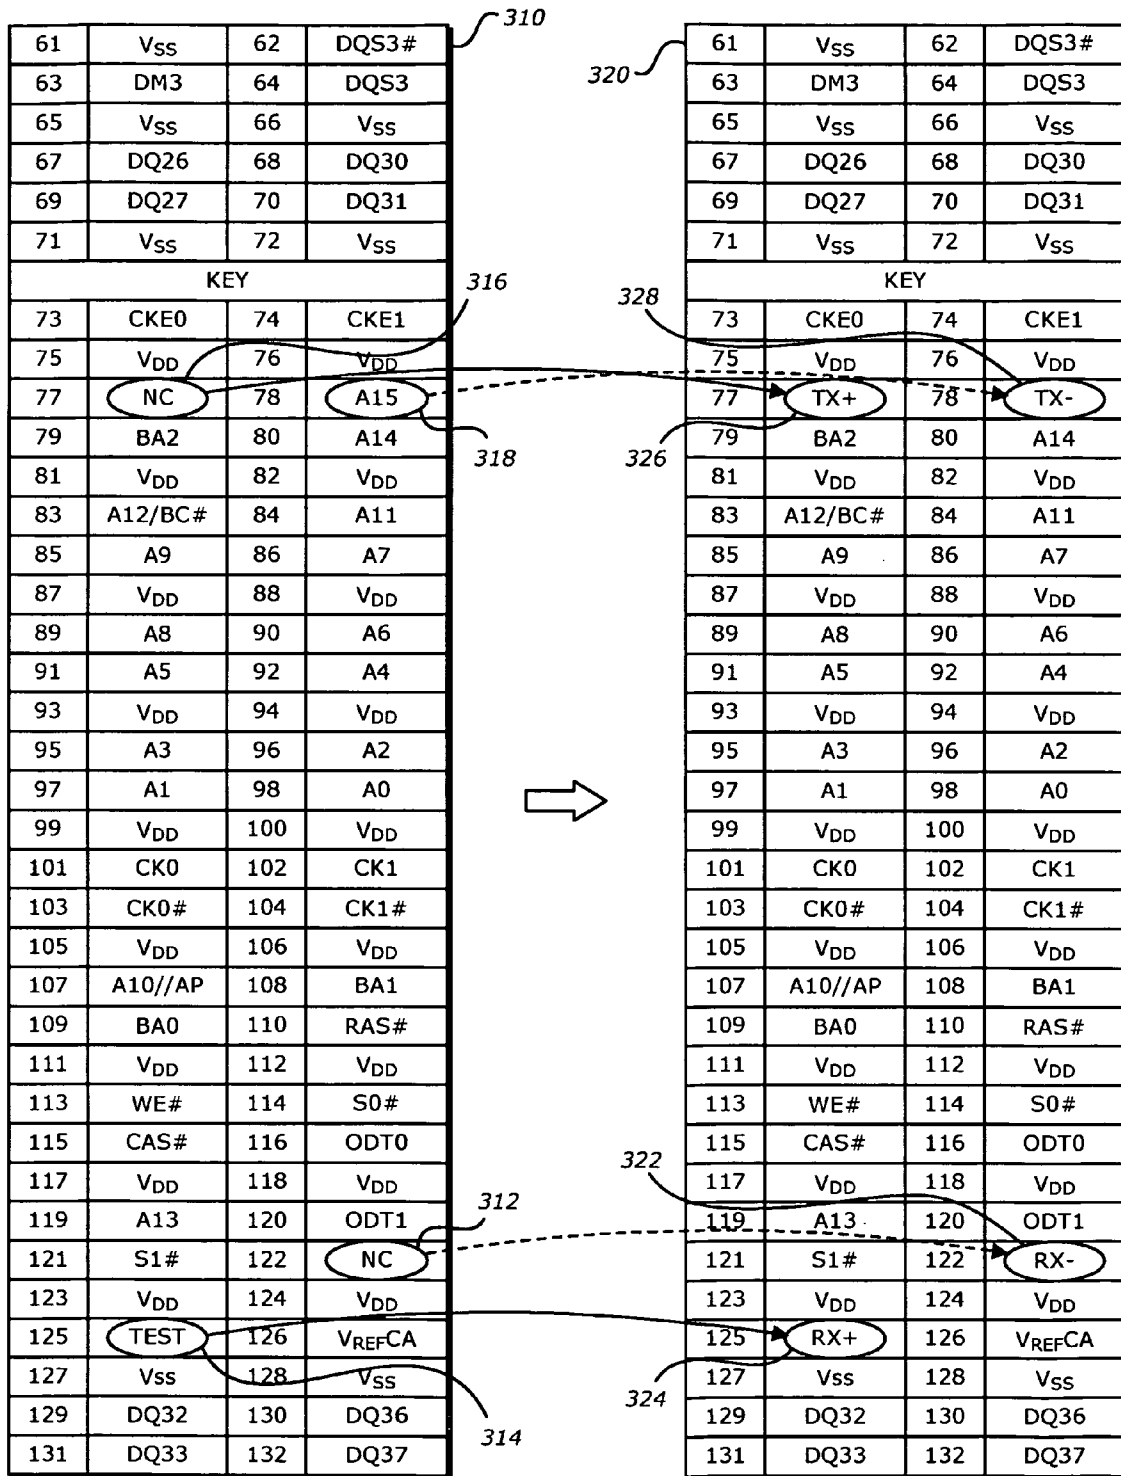 310
61 VSS 62 DQS3# 61 VSS 62 DQS3#
320
63 DM3 64 DQS3 63 DM3 64 DQS3
65 VSS 66 VSS 65 VSS 66 VSS
67 DQ26 68 DQ30 67 DQ26 68 DQ30
69 DQ27 70 DQ31 69 DQ27 70 DQ31
71 VSS 72 VSS 71 VSS 72 VSS
KEY KEY
316 328
73 CKE0 74 CKE1 73 CKE0 74 CKE1
75 VDD 76 VDD 75 VDD 76 VDD
77 NC 78 A15 77 TX+ 78 TX-
79 BA2 80 A14 79 BA2 80 A14
318 326
81 VDD 82 VDD 81 VDD 82 VDD
83 A12/BC# 84 A11 83 A12/BC# 84 A11
85 A9 86 A7 85 A9 86 A7
87 VDD 88 VDD 87 VDD 88 VDD
89 A8 90 A6 89 A8 90 A6
91 A5 92 A4 91 A5 92 A4
93 VDD 94 VDD 93 VDD 94 VDD
95 A3 96 A2 95 A3 96 A2
97 A1 98 A0 97 A1 98 A0
99 VDD 100 VDD 99 VDD 100 VDD
101 CK0 102 CK1 101 CK0 102 CK1
103 CK0# 104 CK1# 103 CK0# 104 CK1#
105 VDD 106 VDD 105 VDD 106 VDD
107 A10//AP 108 BA1 107 A10//AP 108 BA1
109 BA0 110 RAS# 109 BA0 110 RAS#
111 VDD 112 VDD 111 VDD 112 VDD
113 WE# 114 S0# 113 WE# 114 S0#
115 CAS# 116 ODT0 115 CAS# 116 ODT0
322
117 VDD 118 VDD 117 VDD 118 VDD
312
119 A13 120 ODT1 119 A13 120 ODT1
121 S1# 122 NC 121 S1# 122 RX-
123 VDD 124 VDD 123 VDD 124 VDD
125 TEST 126 VREFCA 125 RX+ 126 VREFCA
127 VSS 128 VSS 127 VSS 128 VSS
324
129 DQ32 130 DQ36 129 DQ32 130 DQ36
314
131 DQ33 132 DQ37 131 DQ33 132 DQ37